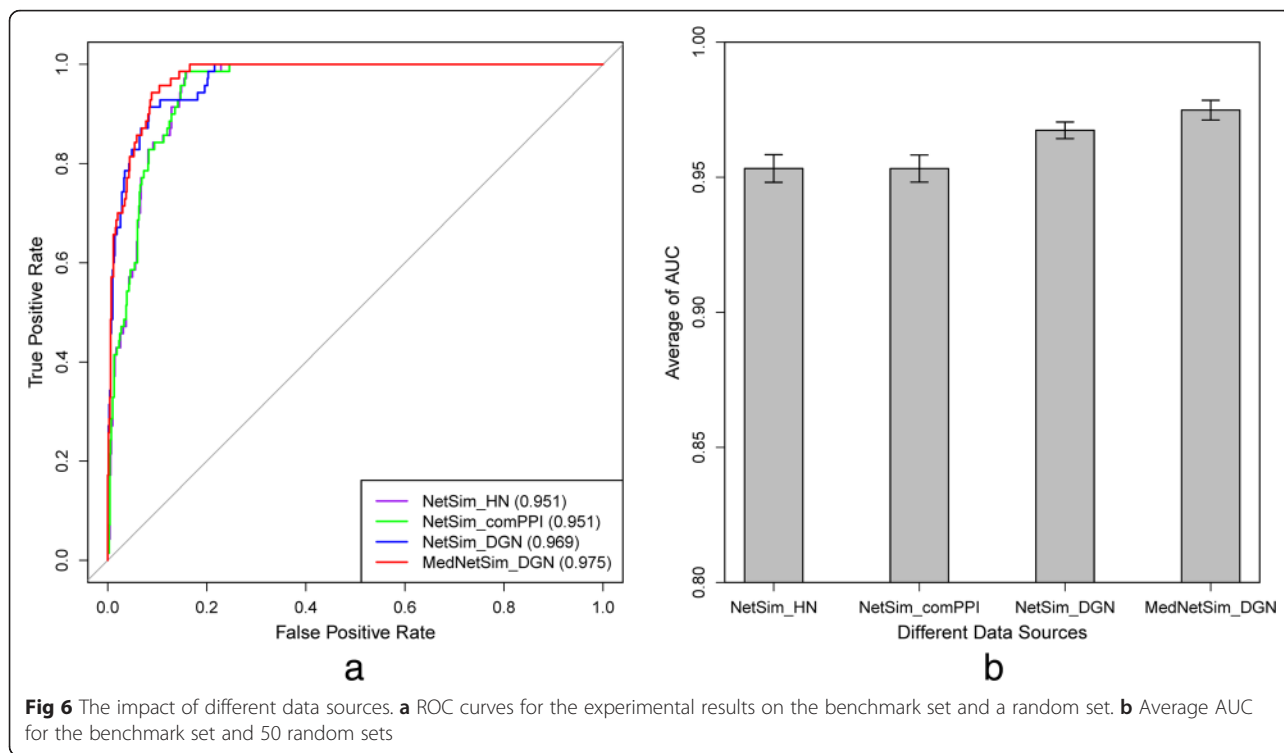 True Positive Rate
0.0
0.2
0.4
0.6
0.8
1.0
NetSim_HN (0.951)
NetSim_comPPI (0.951)
NetSim_DGN (0.969)
MedNetSim_DGN (0.975)
0.0
0.2
0.4
0.6
0.8
1.0
False Positive Rate
a
Average of AUC
0.80
0.85
0.90
0.95
1.00
NetSim_HN
NetSim_comPPI
NetSim_DGN
MedNetSim_DGN
Different Data Sources
b
Fig 6 The impact of different data sources. a ROC curves for the experimental results on the benchmark set and a random set. b Average AUC
for the benchmark set and 50 random sets